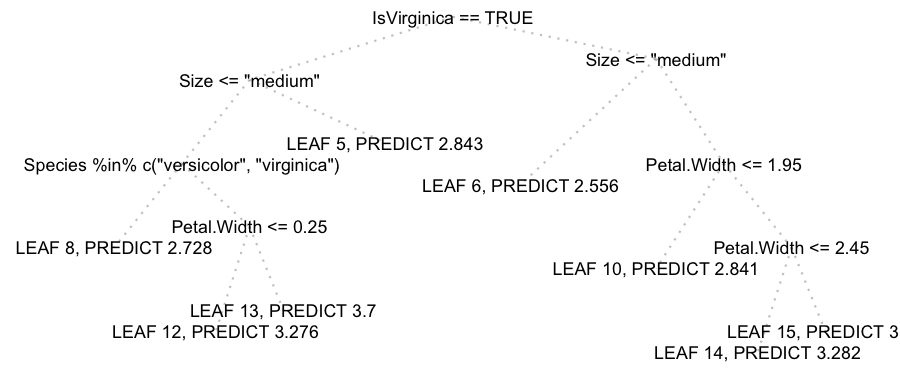 IsVirginica == TRUE
Size <= "medium"
Size <= "medium"
LEAF 5, PREDICT 2.843
Species %in% c("versicolor", "virginica")
Petal.Width <= 1.95
LEAF 6, PREDICT 2.556
Petal.Width <= 0.25
LEAF 8, PREDICT 2.728
Petal.Width <= 2.45
LEAF 10, PREDICT 2.841
LEAF 13, PREDICT 3.7
LEAF 12, PREDICT 3.276
LEAF 15, PREDICT 3
LEAF 14, PREDICT 3.282